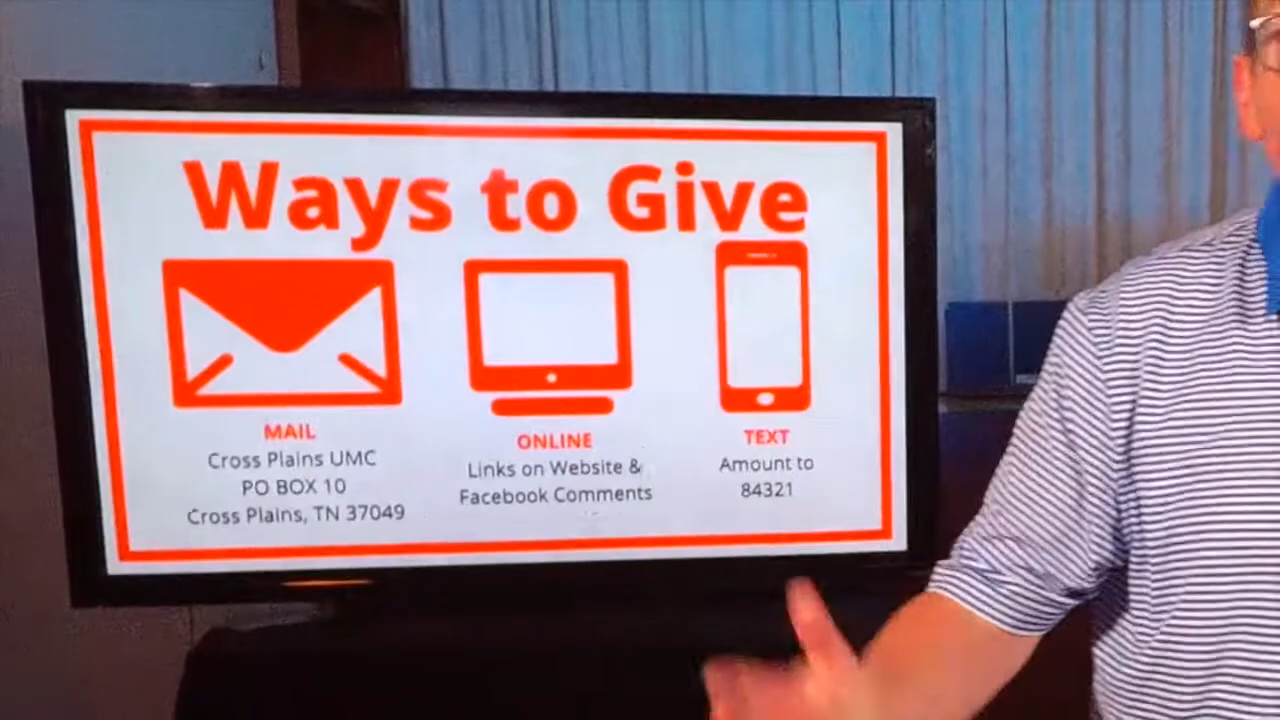 Ways to Give
MAIL
Cross Plains UMC
PO BOX 10
Cross Plains, TN 37049
ONLINE
Links on Website &
Facebook Comments
TEXT
Amount to
84321